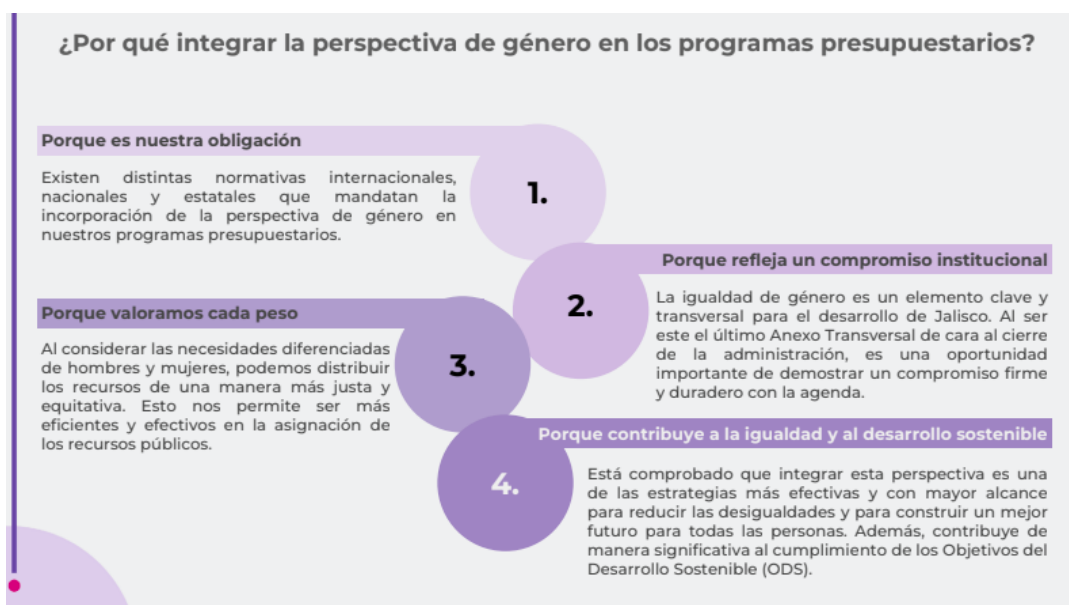 ¿Por qué integrar la perspectiva de género en los programas presupuestarios?
Porque es nuestra obligación
Existen distintas normativas internacionales,
nacionales y estatales que mandatan la
incorporación de la perspectiva de género en
nuestros programas presupuestarios.
1.
Porque refleja un compromiso institucional
2.
La igualdad de género es un elemento clave y
transversal para el desarrollo de Jalisco. Al ser
este el último Anexo Transversal de cara al cierre
de la administración, es una oportunidad
importante de demostrar un compromiso firme
y duradero con la agenda.
Porque valoramos cada peso
Al considerar las necesidades diferenciadas
de hombres y mujeres, podemos distribuir
los recursos de una manera más justa y
equitativa. Esto nos permite ser más
eficientes y efectivos en la asignación de
los recursos públicos.
3.
Porque contribuye a la igualdad y al desarrollo sostenible
4.
Está comprobado que integrar esta perspectiva es una
de las estrategias más efectivas y con mayor alcance
para reducir las desigualdades y para construir un mejor
futuro para todas las personas. Además, contribuye de
manera significativa al cumplimiento de los Objetivos del
Desarrollo Sostenible (ODS).